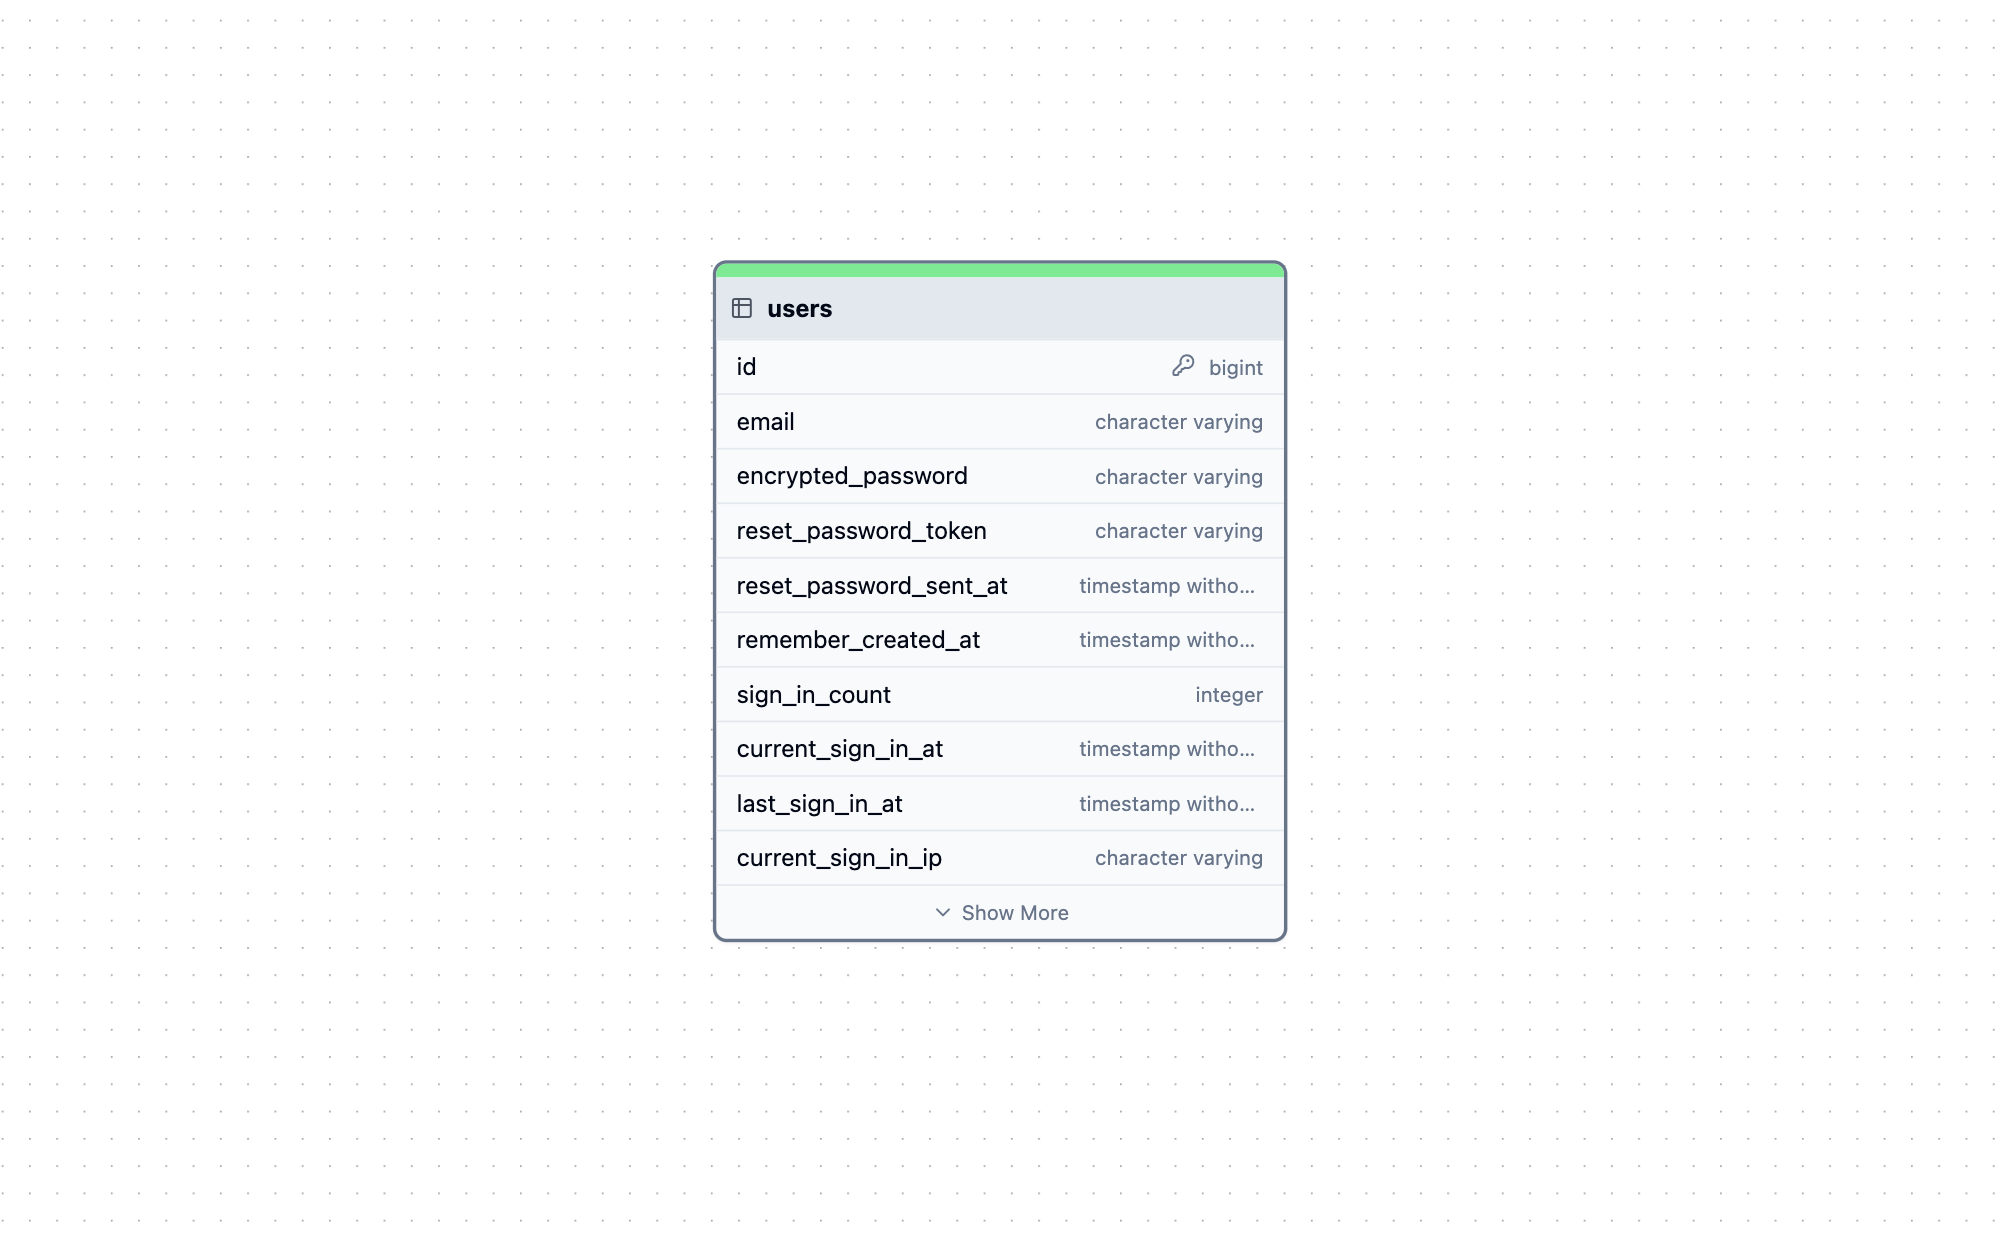 users
id bigint
email character varying
encrypted_password character varying
reset_password_token character varying
reset_password_sent_at timestamp witho...
remember_created_at timestamp witho...
sign_in_count integer
current_sign_in_at timestamp witho...
last_sign_in_at timestamp witho...
current_sign_in_ip character varying
Show More